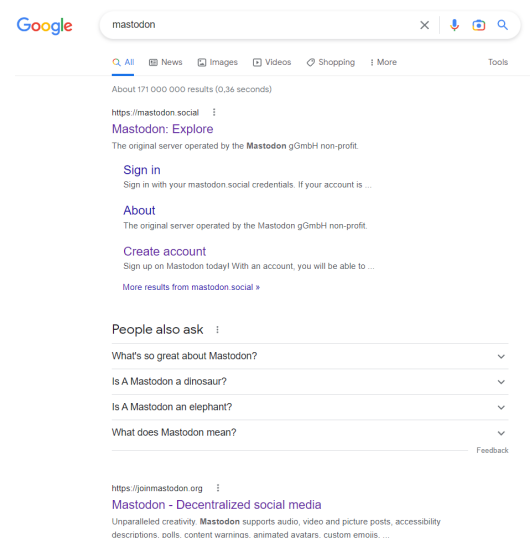 Google
mastodon
All News Images Videos Shopping More Tools
About 171 000 000 results (0,36 seconds)
https://mastodon.social
Mastodon: Explore
The original server operated by the Mastodon gGmbH non-profit.
Sign in
Sign in with your mastodon.social credentials. If your account is ...
About
The original server operated by the Mastodon gGmbH non-profit.
Create account
Sign up on Mastodon today! With an account, you will be able to ...
More results from mastodon.social »
People also ask
What's so great about Mastodon?
Is A Mastodon a dinosaur?
Is A Mastodon an elephant?
What does Mastodon mean?
Feedback
https://joinmastodon.org
Mastodon - Decentralized social media
Unparalleled creativity. Mastodon supports audio, video and picture posts, accessibility
descriptions, polls, content warnings, animated avatars, custom emojis, ...